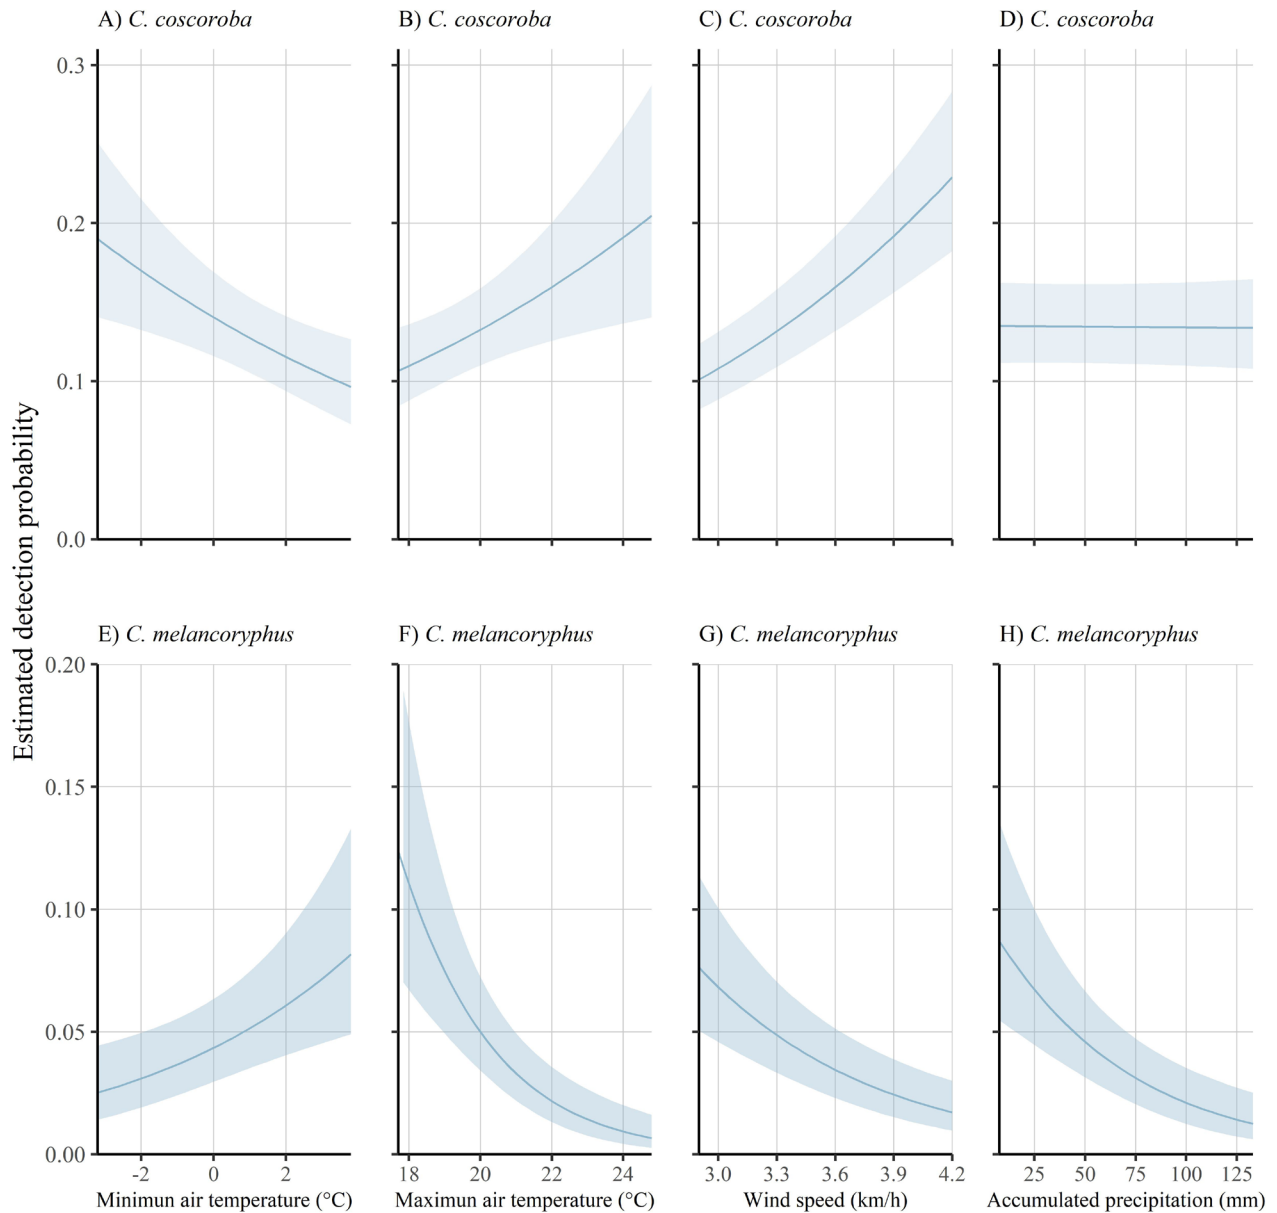 A) C. coscoroba
B) C. coscoroba
C) C. coscoroba
D) C. coscoroba
0.3
0.2
0.1
0.0
Estimated detection probability
E) C. melancoryphus
F) C. melancoryphus
G) C. melancoryphus
H) C. melancoryphus
0.20
0.15
0.10
0.05
0.00
-2 0 2
18 20 22 24
3.0 3.3 3.6 3.9 4.2
25 50 75 100 125
Minimun air temperature (°C)
Maximun air temperature (°C)
Wind speed (km/h)
Accumulated precipitation (mm)